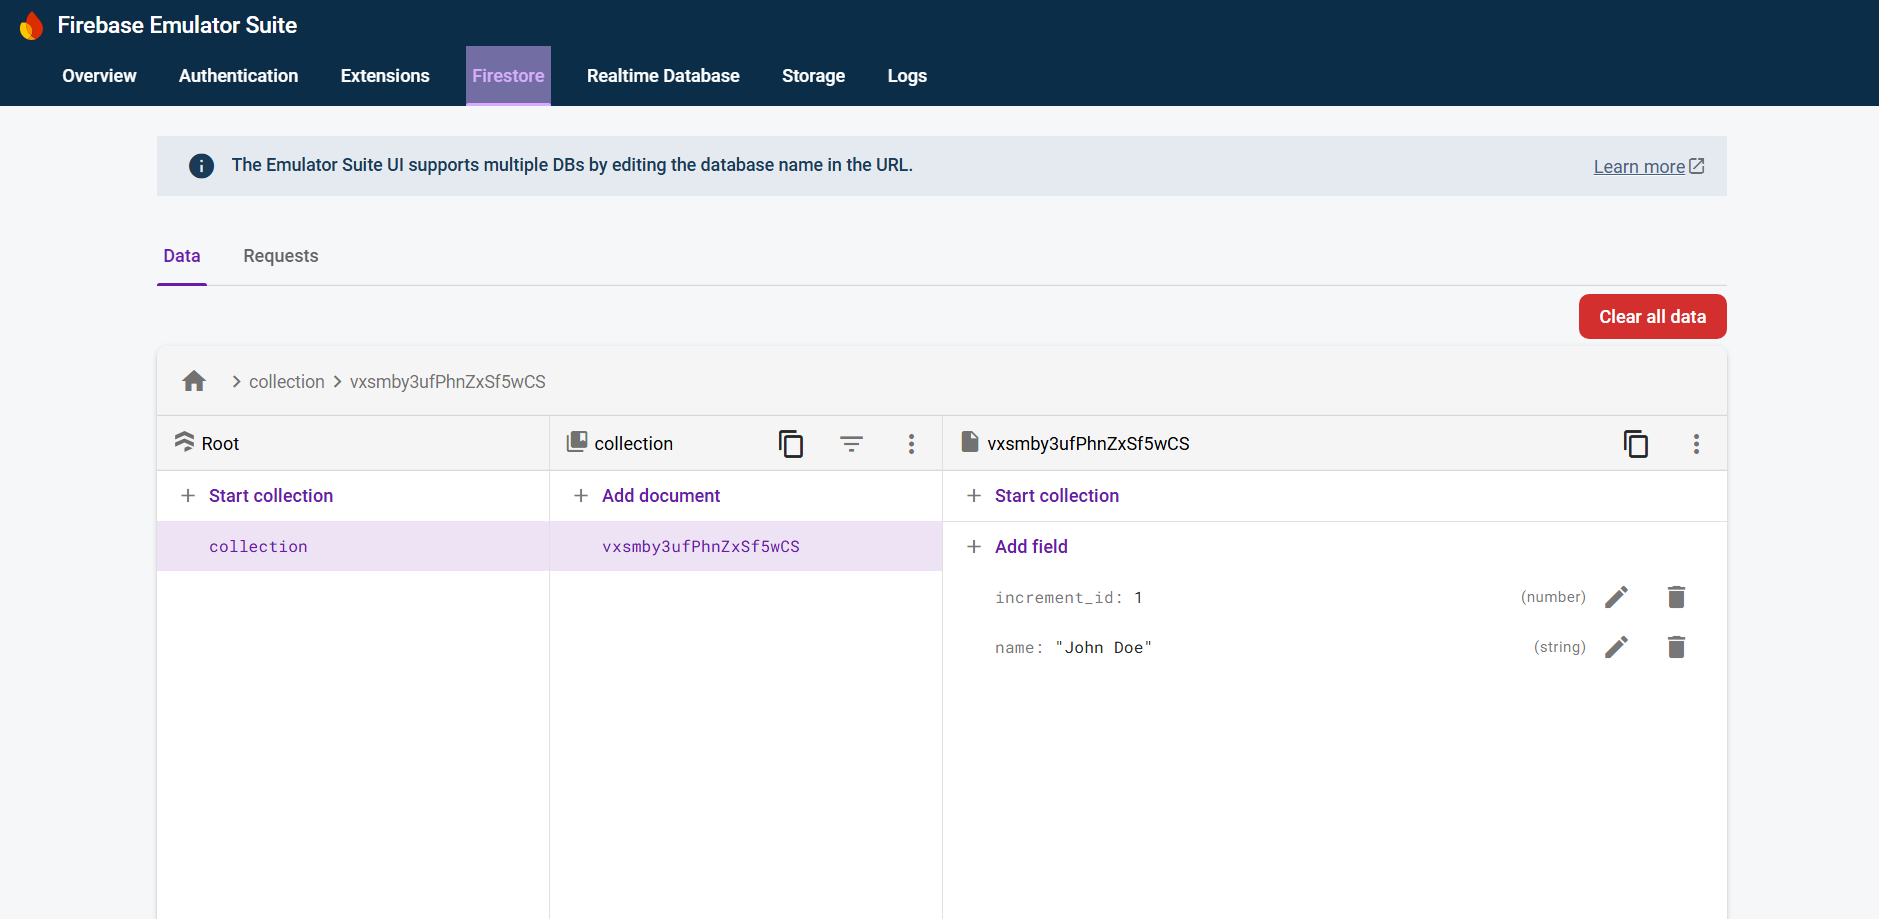 Firebase Emulator Suite
Overview Authentication Extensions Firestore Realtime Database Storage Logs
The Emulator Suite UI supports multiple DBs by editing the database name in the URL. Learn more
Data Requests
Clear all data
collection vxsmby3ufPhnZxSf5wCS
Root collection vxsmby3ufPhnZxSf5wCS
Start collection Add document Start collection
collection vxsmby3ufPhnZxSf5wCS Add field
increment_id: 1 (number)
name: "John Doe" (string)